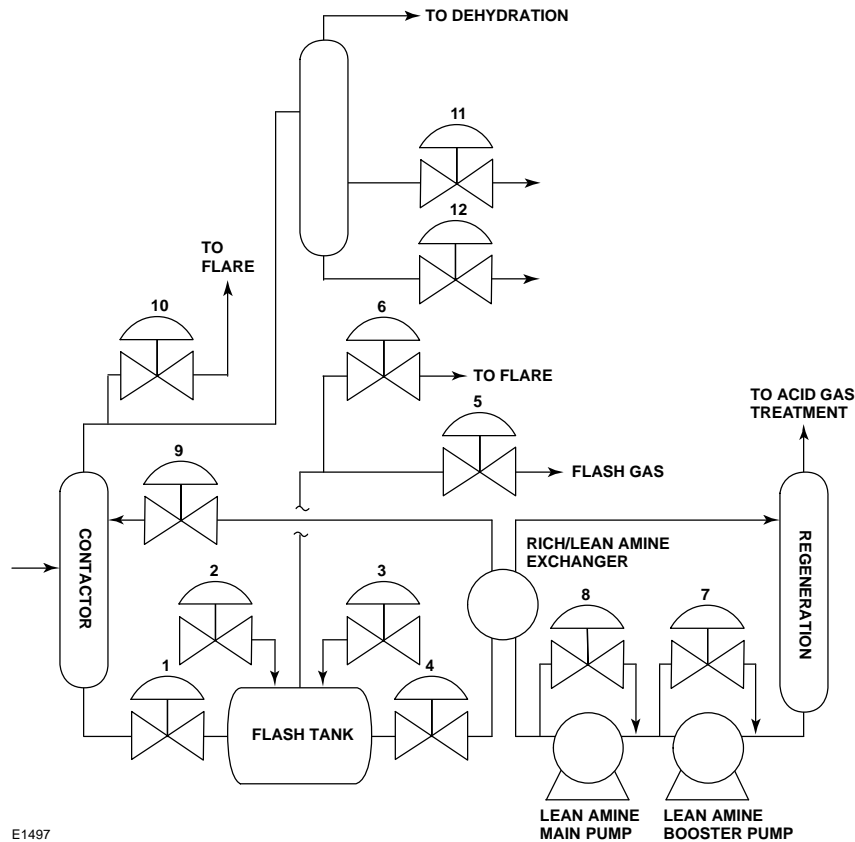 TO DEHYDRATION
11
12
TO
FLARE
10
6
TO FLARE
5
FLASH GAS
TO ACID GAS
TREATMENT
9
CONTACTOR
2
3
RICH/LEAN AMINE
EXCHANGER
REGENERATION
8
7
1
4
FLASH TANK
LEAN AMINE
MAIN PUMP
LEAN AMINE
BOOSTER PUMP
E1497